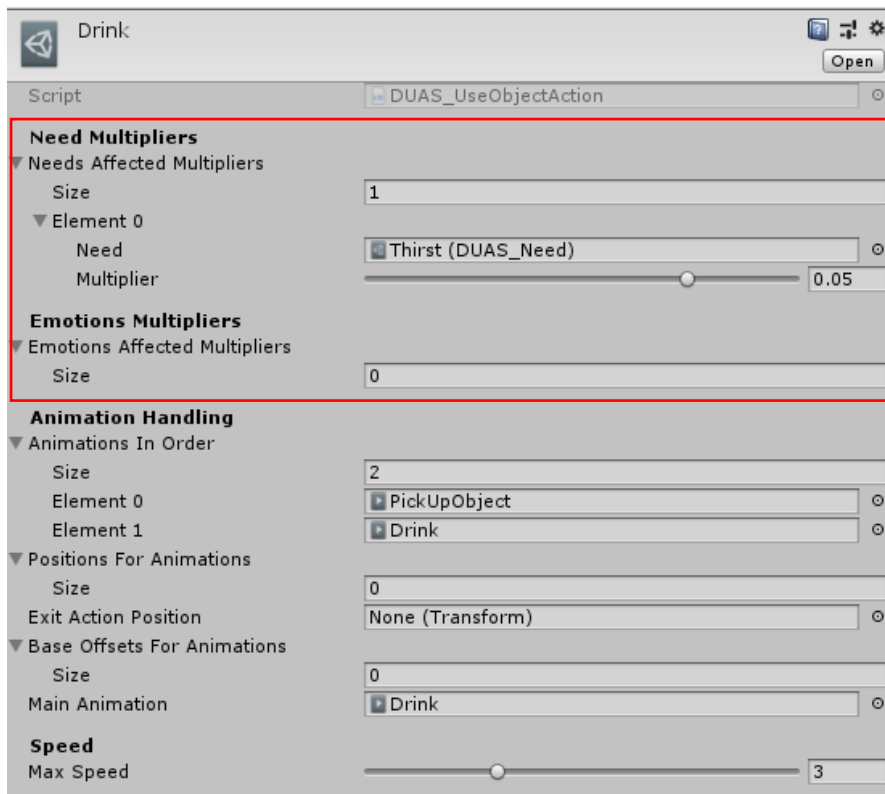 Drink
Open
Script DUAS_UseObjectAction
Need Multipliers
Needs Affected Multipliers
Size 1
Element 0
Need Thirst (DUAS_Need)
Multiplier 0.05
Emotions Multipliers
Emotions Affected Multipliers
Size 0
Animation Handling
Animations In Order
Size 2
Element 0 PickUpObject
Element 1 Drink
Positions For Animations
Size 0
Exit Action Position None (Transform)
Base Offsets For Animations
Size 0
Main Animation Drink
Speed
Max Speed 3